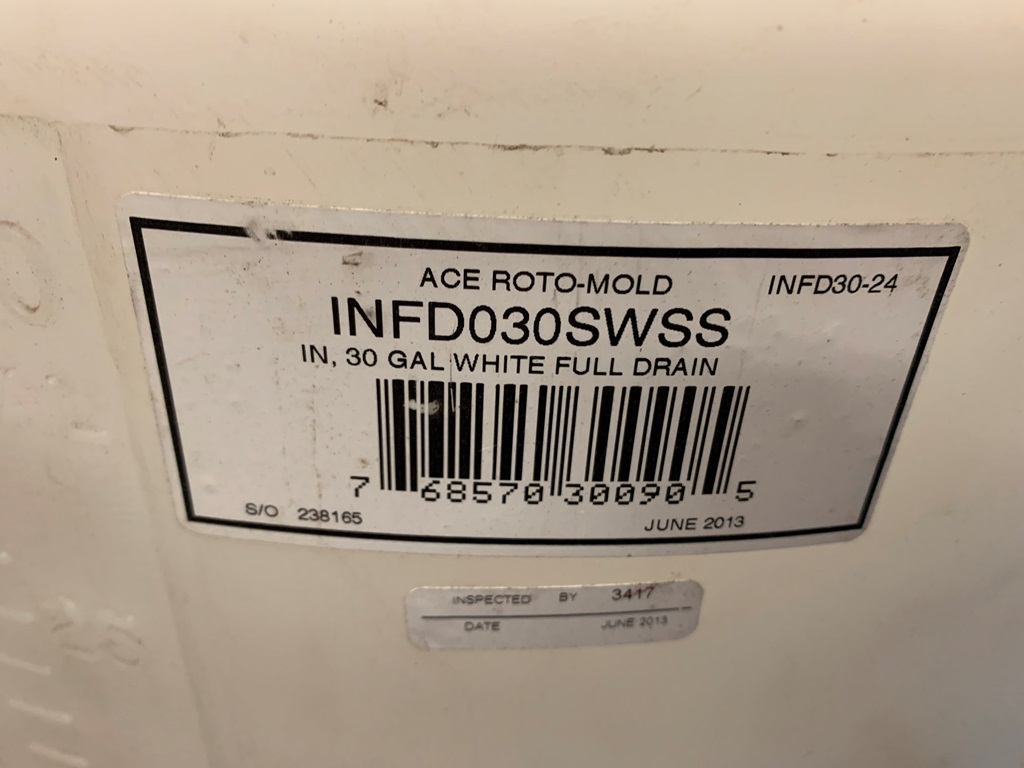 ACE ROTO-MOLD INFD30-24
INFD030SWSS
IN, 30 GAL WHITE FULL DRAIN
7 68570 30090 5
S/O 238165 JUNE 2013
INSPECTED BY 3417
DATE JUNE 2013